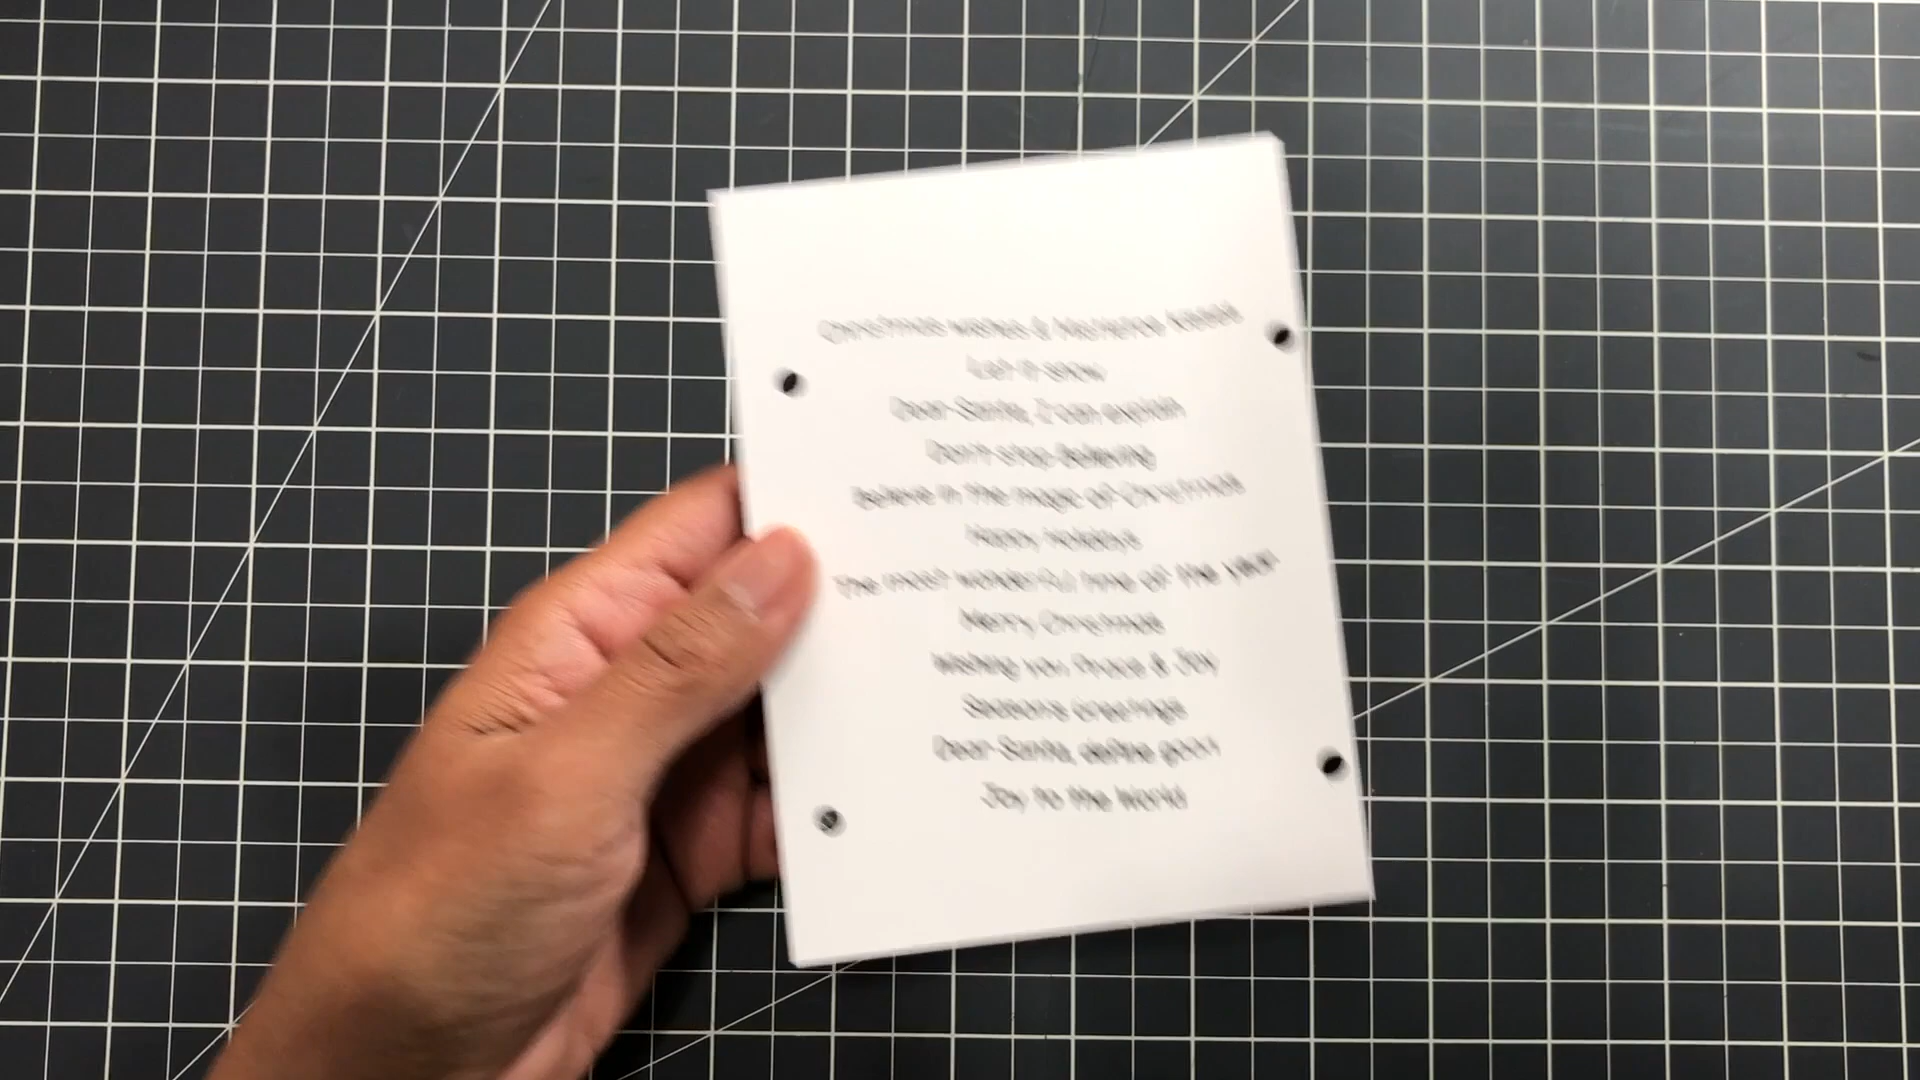 Christmas wishes & Mistletoe kisses
Let it snow
Dear Santa, I can explain
Don't stop Believing
Believe in the magic of Christmas
Happy Holidays
The most wonderful time of the year
Merry Christmas
Wishing you Peace & Joy
Seasons Greetings
Dear Santa, define good
Joy to the World